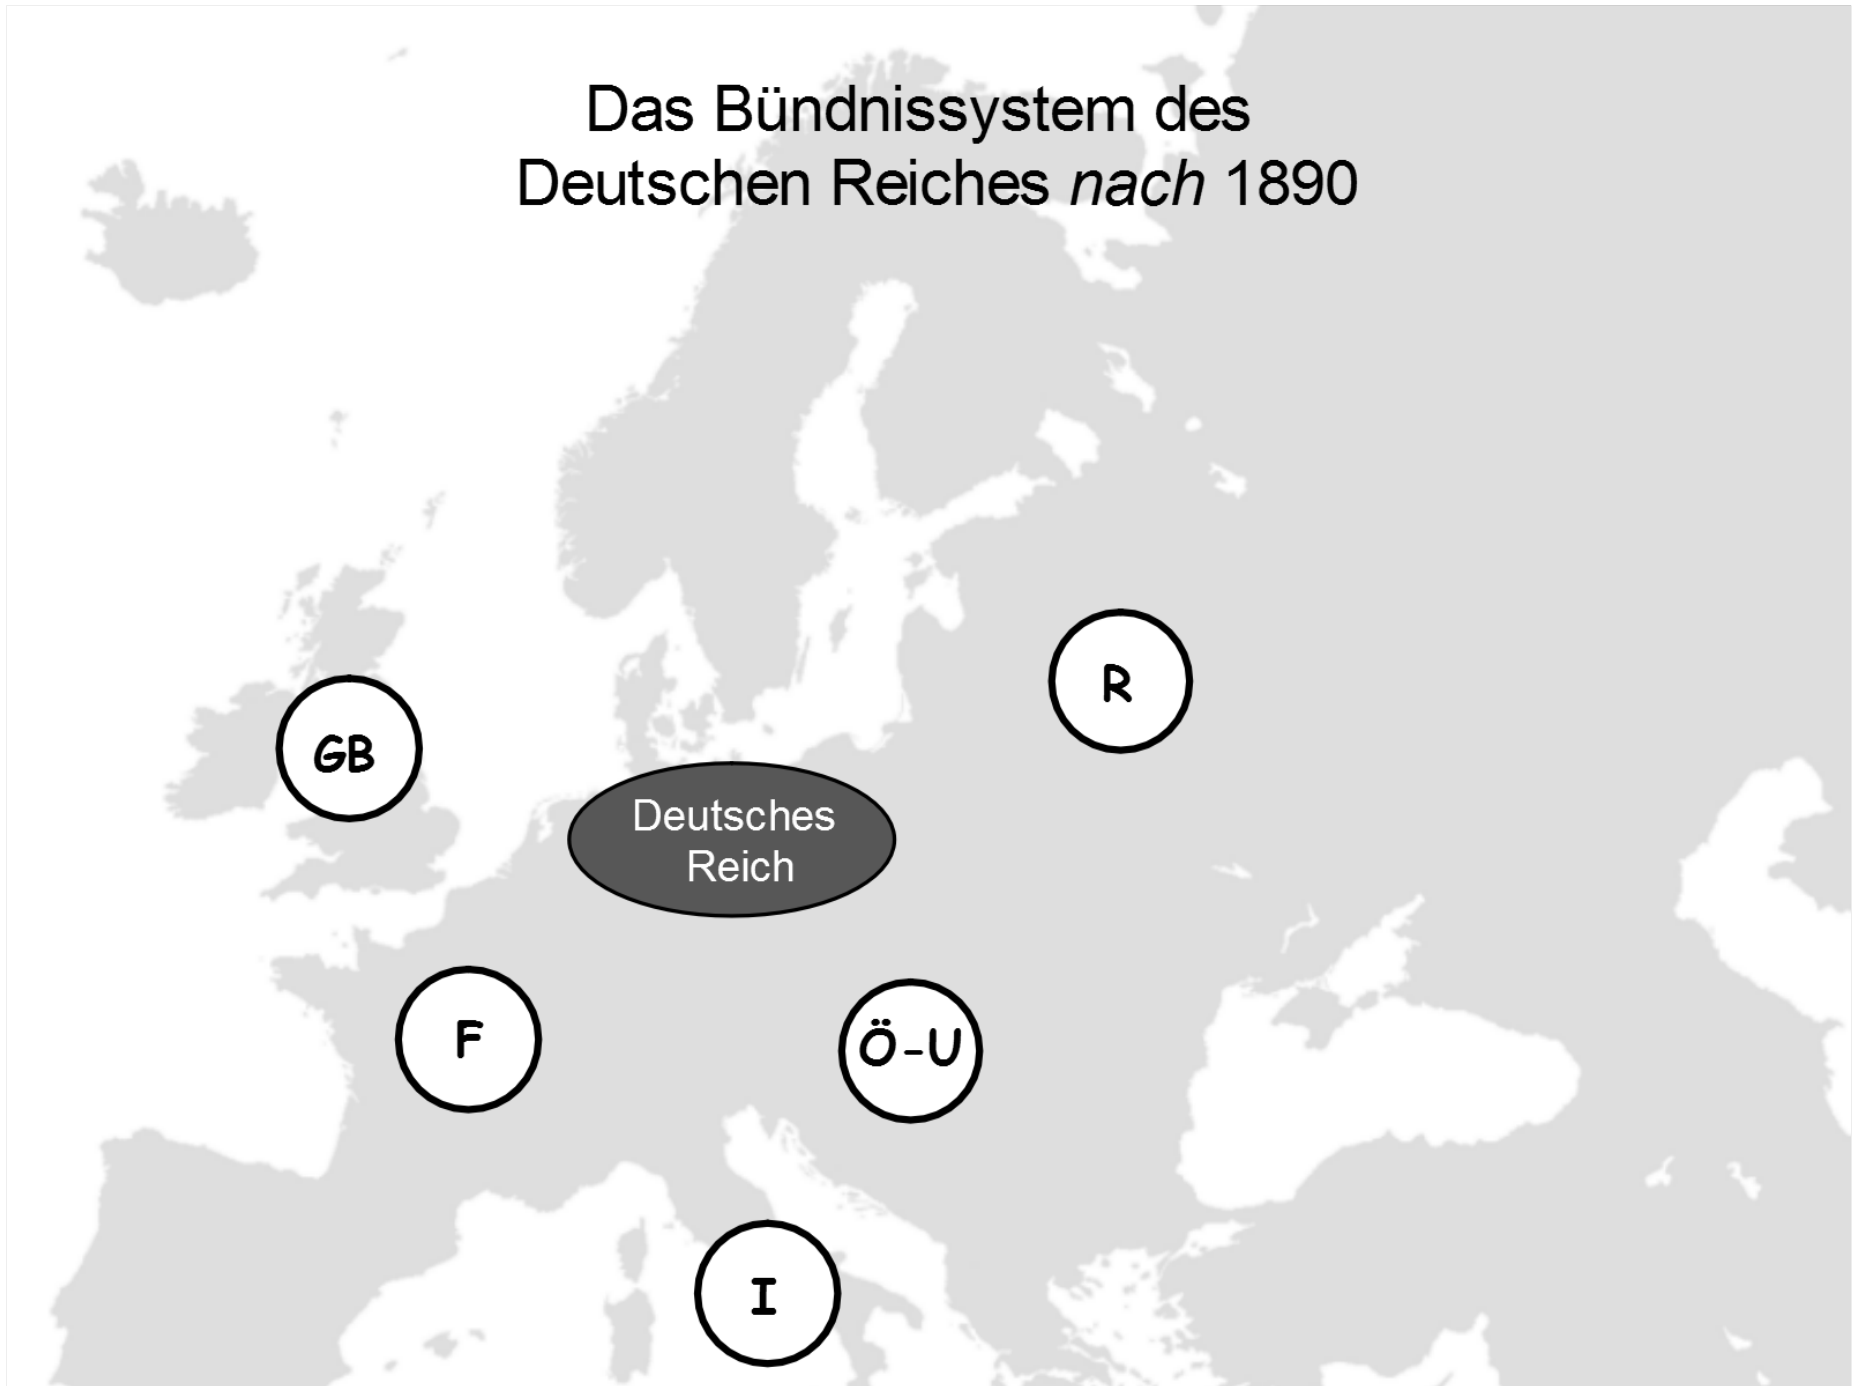 Das Bündnissystem des
Deutschen Reiches nach 1890
R
GB
Deutsches
Reich
F
Ö-U
I